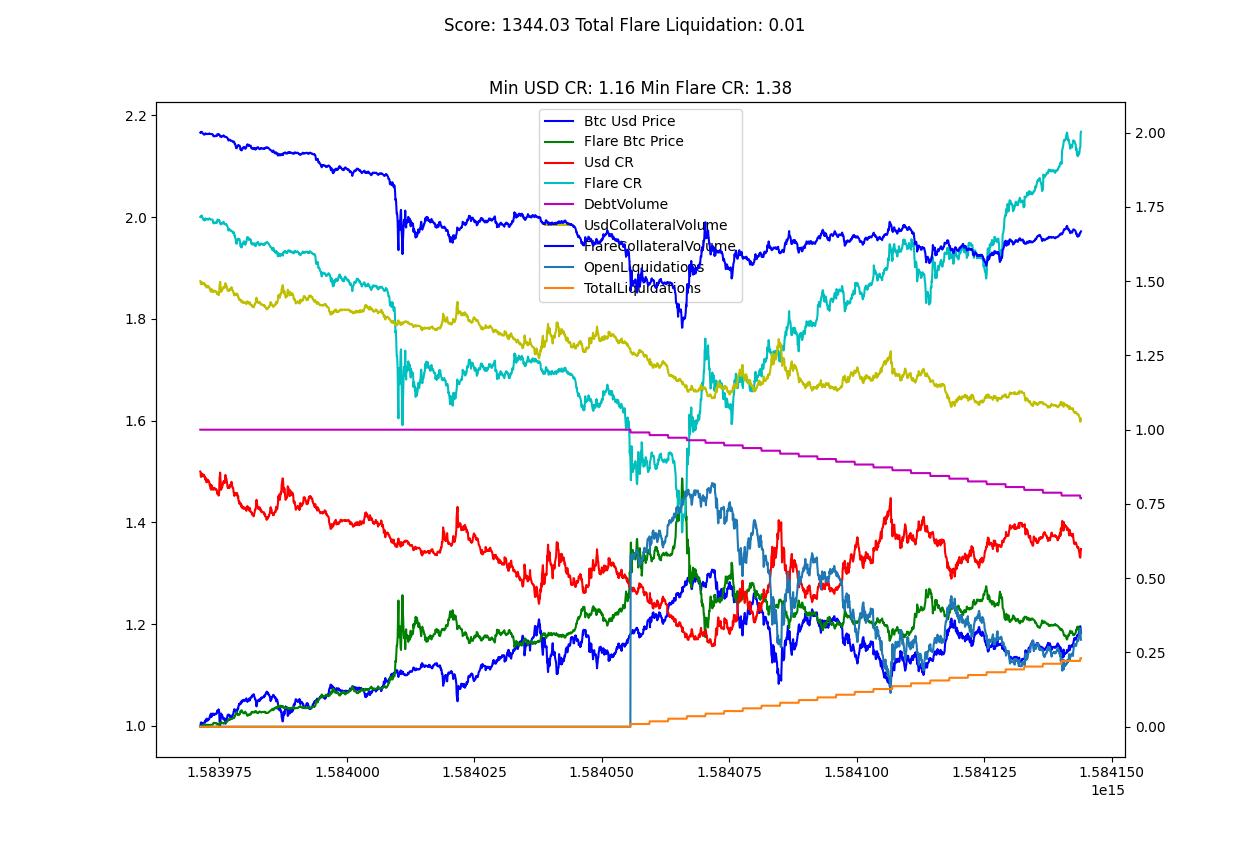 Score: 1344.03 Total Flare Liquidation: 0.01
Min USD CR: 1.16 Min Flare CR: 1.38
Btc Usd Price
Flare Btc Price
Usd CR
Flare CR
DebtVolume
UsdCollateralVolume
FlareCollateralVolume
OpenLiquidations
TotalLiquidations
2.2
2.0
1.8
1.6
1.4
1.2
1.0
2.00
1.75
1.50
1.25
1.00
0.75
0.50
0.25
0.00
1.583975 1.584000 1.584025 1.584050 1.584075 1.584100 1.584125 1.584150
1e15